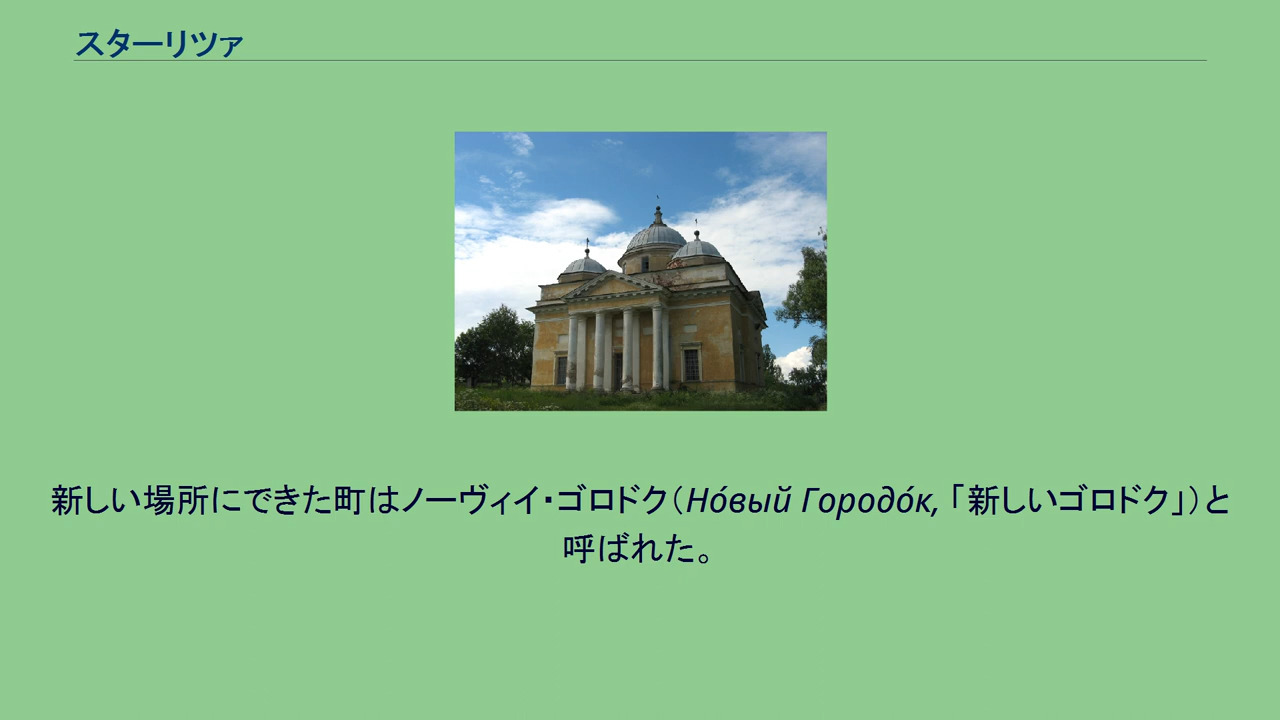 スターリツァ
新しい場所にできた町はノーヴィイ・ゴロドク（Но́вый Городо́к, 「新しいゴロドク」）と
呼ばれた。